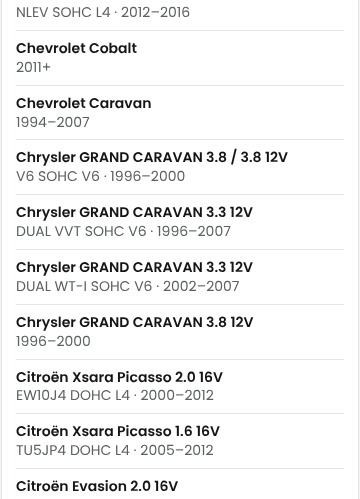 NLEV SOHC L4 · 2012–2016
Chevrolet Cobalt
2011+
Chevrolet Caravan
1994–2007
Chrysler GRAND CARAVAN 3.8 / 3.8 12V
V6 SOHC V6 · 1996–2000
Chrysler GRAND CARAVAN 3.3 12V
DUAL VVT SOHC V6 · 1996–2007
Chrysler GRAND CARAVAN 3.3 12V
DUAL WT-I SOHC V6 · 2002–2007
Chrysler GRAND CARAVAN 3.8 12V
1996–2000
Citroën Xsara Picasso 2.0 16V
EW10J4 DOHC L4 · 2000–2012
Citroën Xsara Picasso 1.6 16V
TU5JP4 DOHC L4 · 2005–2012
Citroën Evasion 2.0 16V